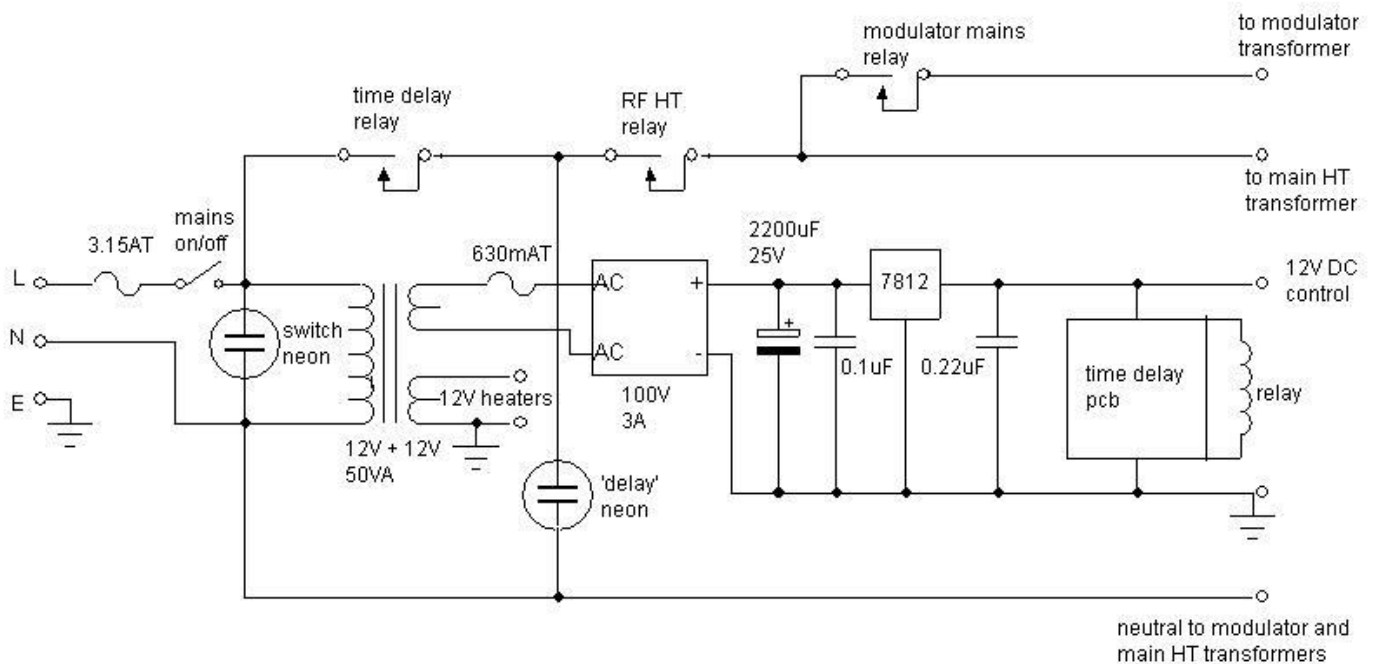 to modulator
transformer
modulator mains
relay
time delay
relay
RF HT
relay
to main HT
transformer
mains
on/off
3.15AT
630mAT
2200uF
25V
L
AC
+
7812
12V DC
control
N
switch
neon
+
AC
-
0.1uF
0.22uF
time delay
pcb
relay
E
12V heaters
100V
3A
12V + 12V
50VA
'delay'
neon
neutral to modulator and
main HT transformers